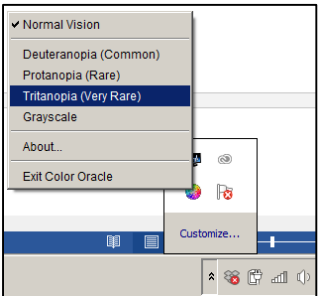 Normal Vision
Deuteranopia (Common)
Protanopia (Rare)
Tritanopia (Very Rare)
Grayscale
About...
Exit Color Oracle
Customize...